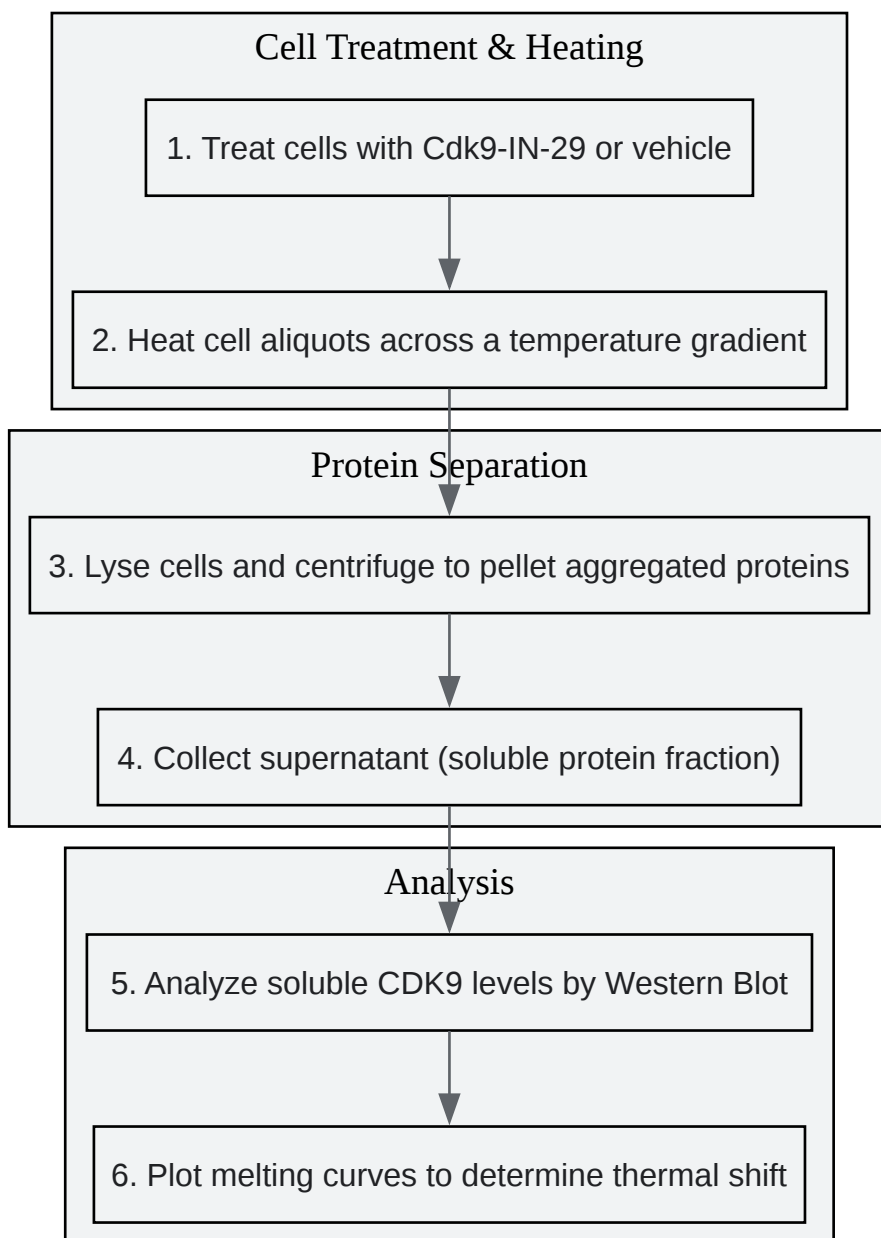 Cell Treatment & Heating
1. Treat cells with Cdk9-IN-29 or vehicle
2. Heat cell aliquots across a temperature gradient
Protein Separation
3. Lyse cells and centrifuge to pellet aggregated proteins
4. Collect supernatant (soluble protein fraction)
Analysis
5. Analyze soluble CDK9 levels by Western Blot
6. Plot melting curves to determine thermal shift